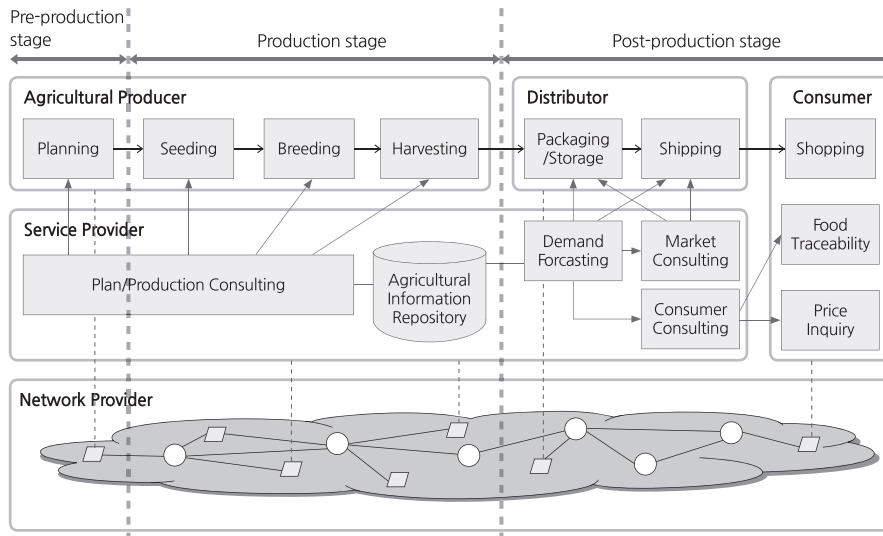 Pre-production
stage
Production stage
Post-production stage
Agricultural Producer
Distributor
Consumer
Planning
Seeding
Breeding
Harvesting
Packaging
/Storage
Shipping
Shopping
Service Provider
Plan/Production Consulting
Agricultural
Information
Repository
Demand
Forcasting
Market
Consulting
Consumer
Consulting
Food
Traceability
Price
Inquiry
Network Provider